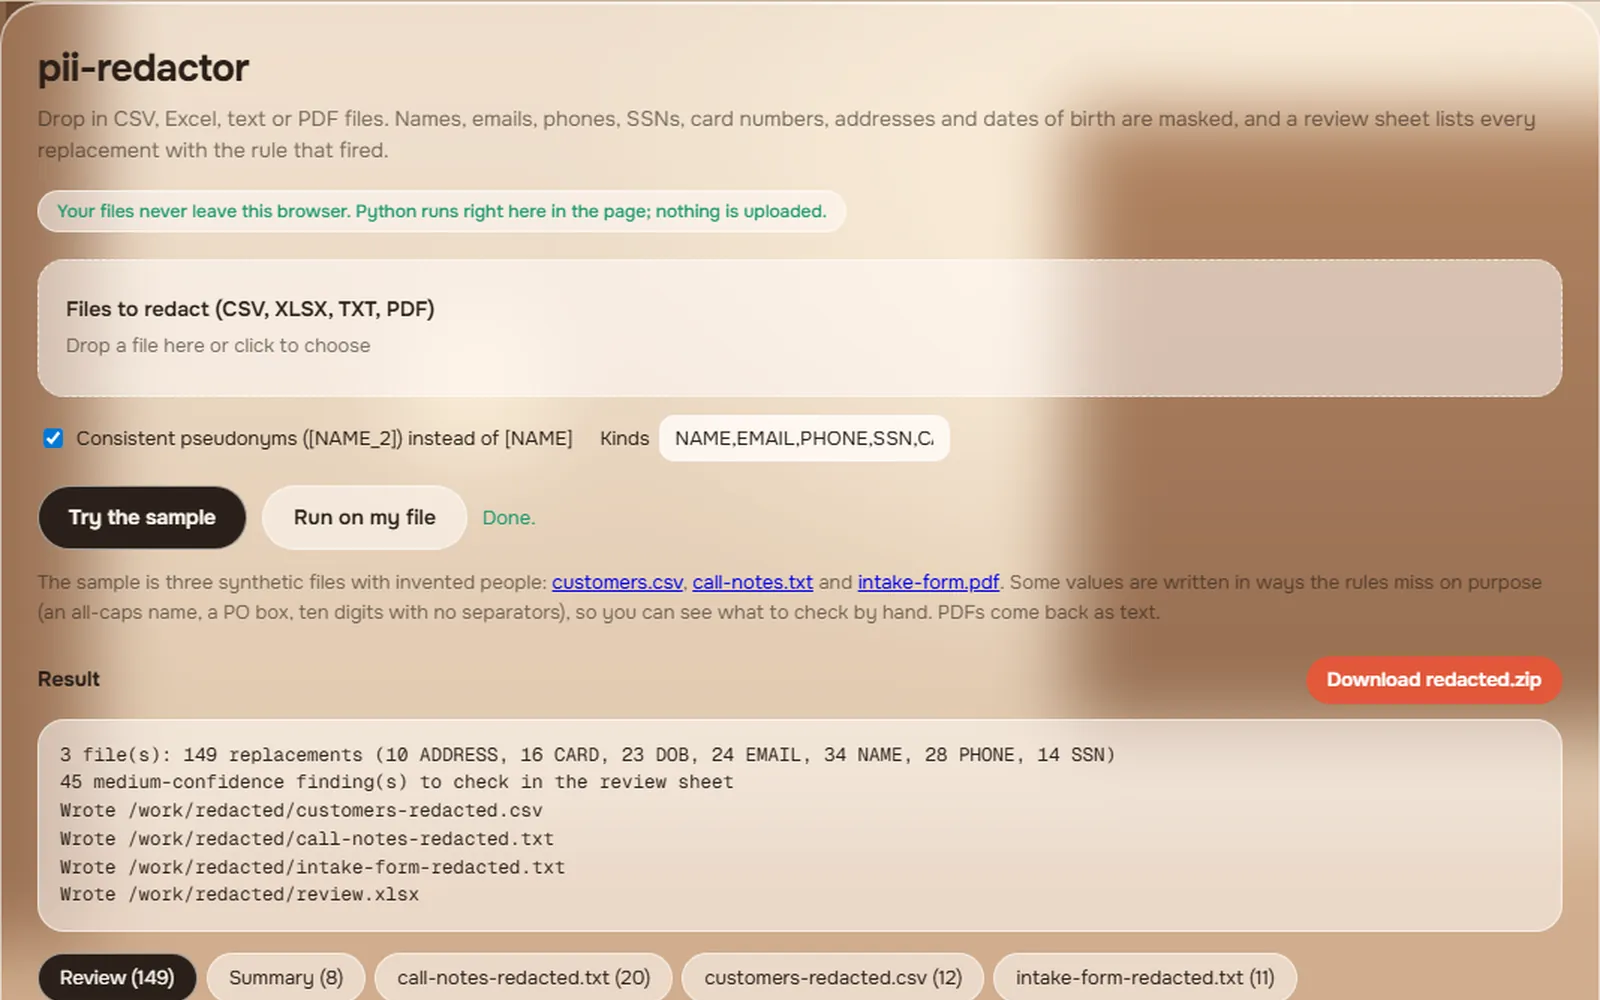 pii-redactor
Drop in CSV, Excel, text or PDF files. Names, emails, phones, SSNs, card numbers, addresses and dates of birth are masked, and a review sheet lists every
replacement with the rule that fired.
Your files never leave this browser. Python runs right here in the page; nothing is uploaded.
Files to redact (CSV, XLSX, TXT, PDF)
Drop a file here or click to choose
Consistent pseudonyms ([NAME_2]) instead of [NAME] Kinds NAME,EMAIL,PHONE,SSN,CA
Try the sample Run on my file Done.
The sample is three synthetic files with invented people: customers.csv, call-notes.txt and intake-form.pdf. Some values are written in ways the rules miss on purpose
(an all-caps name, a PO box, ten digits with no separators), so you can see what to check by hand. PDFs come back as text.
Result Download redacted.zip
3 file(s): 149 replacements (10 ADDRESS, 16 CARD, 23 DOB, 24 EMAIL, 34 NAME, 28 PHONE, 14 SSN)
45 medium-confidence finding(s) to check in the review sheet
Wrote /work/redacted/customers-redacted.csv
Wrote /work/redacted/call-notes-redacted.txt
Wrote /work/redacted/intake-form-redacted.txt
Wrote /work/redacted/review.xlsx
Review (149) Summary (8) call-notes-redacted.txt (20) customers-redacted.csv (12) intake-form-redacted.txt (11)